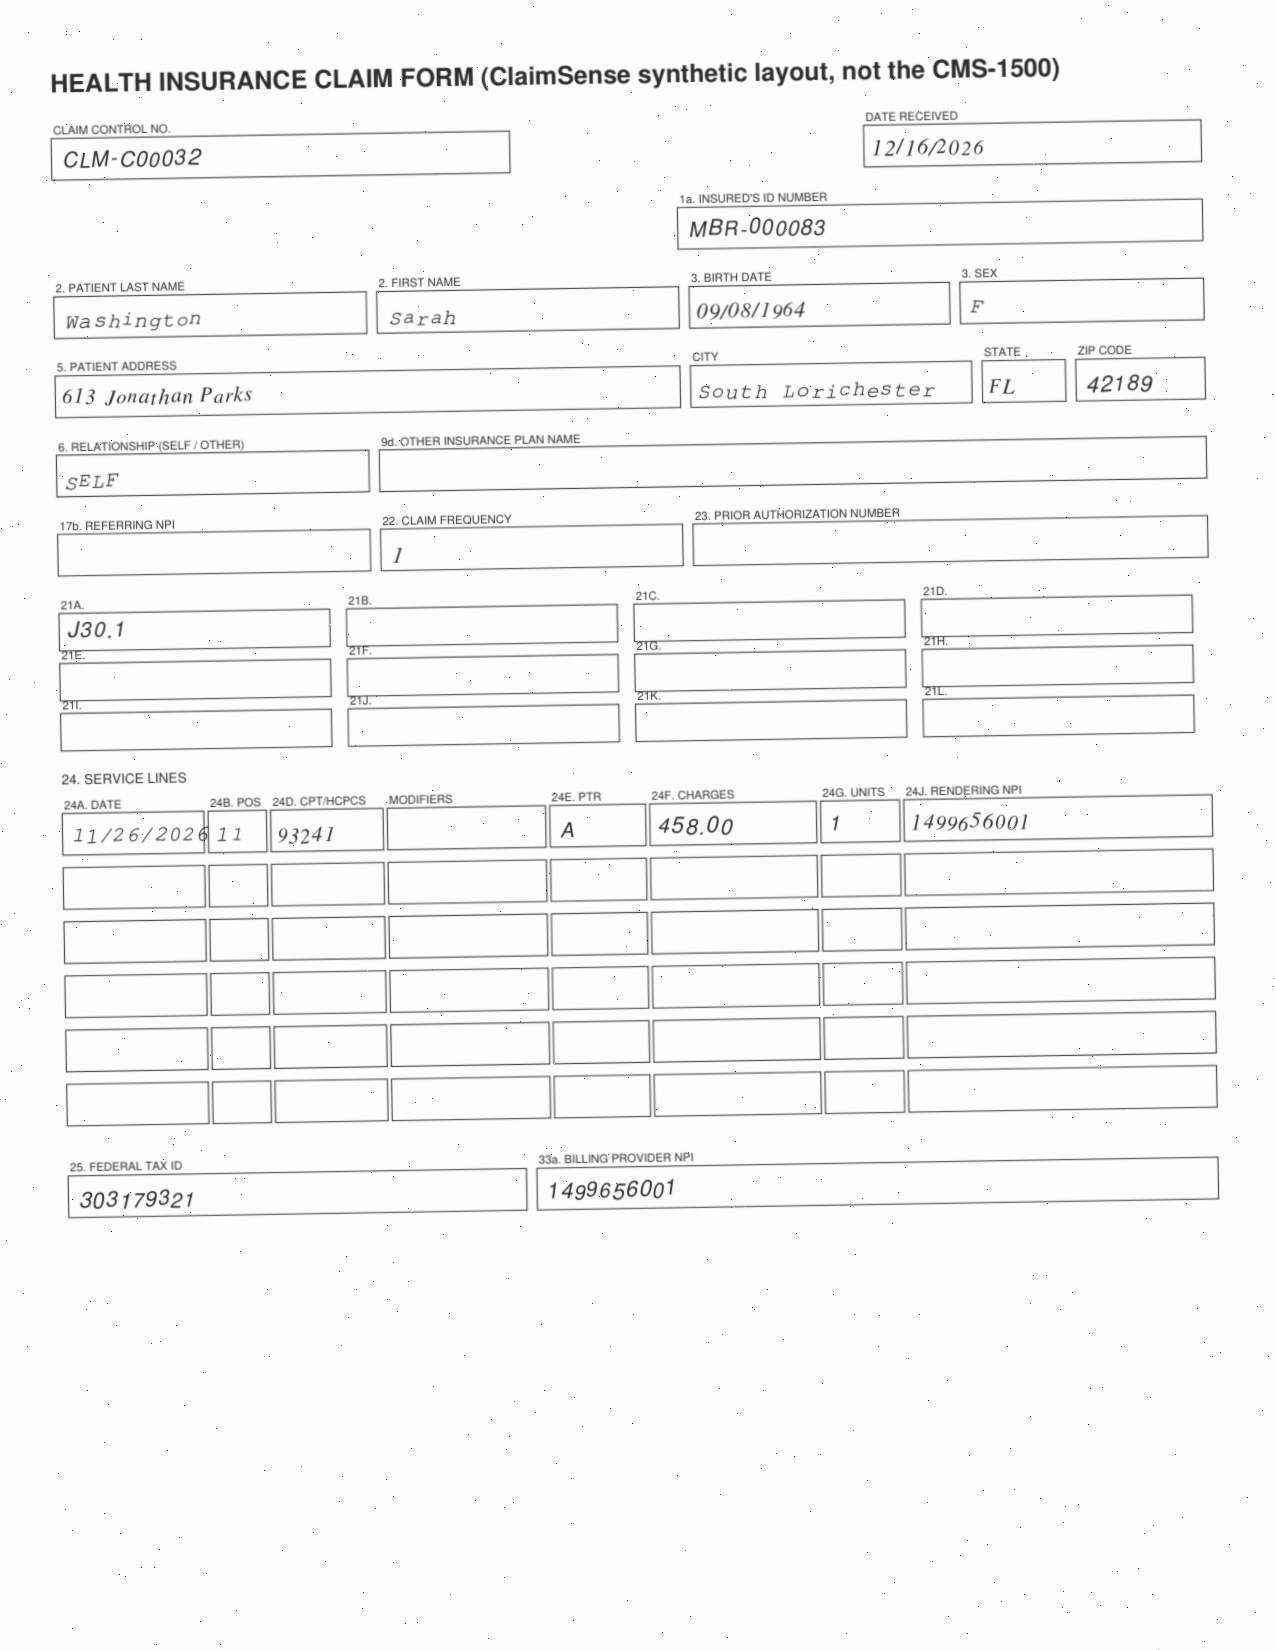 HEALTH INSURANCE CLAIM FORM (ClaimSense synthetic layout, not the CMS-1500)
CLAIM CONTROL NO. DATE RECEIVED
CLM-C00032 12/16/2026
1a. INSURED'S ID NUMBER
MBR-000083
2. PATIENT LAST NAME 2. FIRST NAME 3. BIRTH DATE 3. SEX
Washington Sarah 09/08/1964 F
5. PATIENT ADDRESS CITY STATE ZIP CODE
613 Jonathan Parks South Lorichester FL 42189
6. RELATIONSHIP (SELF / OTHER) 9d. OTHER INSURANCE PLAN NAME
SELF
17b. REFERRING NPI 22. CLAIM FREQUENCY 23. PRIOR AUTHORIZATION NUMBER
1
21A. 21B. 21C. 21D.
J30.1
21E. 21F. 21G. 21H.
21I. 21J. 21K. 21L.
24. SERVICE LINES
24A. DATE 24B. POS 24D. CPT/HCPCS MODIFIERS 24E. PTR 24F. CHARGES 24G. UNITS 24J. RENDERING NPI
11/26/2026 11 93241 A 458.00 1 1499656001
25. FEDERAL TAX ID 33a. BILLING PROVIDER NPI
303179321 1499656001